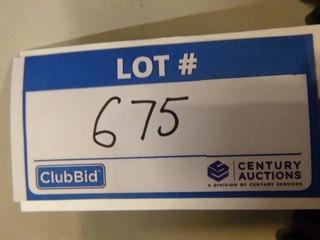 LOT #
675
ClubBid
CENTURY
AUCTIONS
A DIVISION OF CENTURY SERVICES